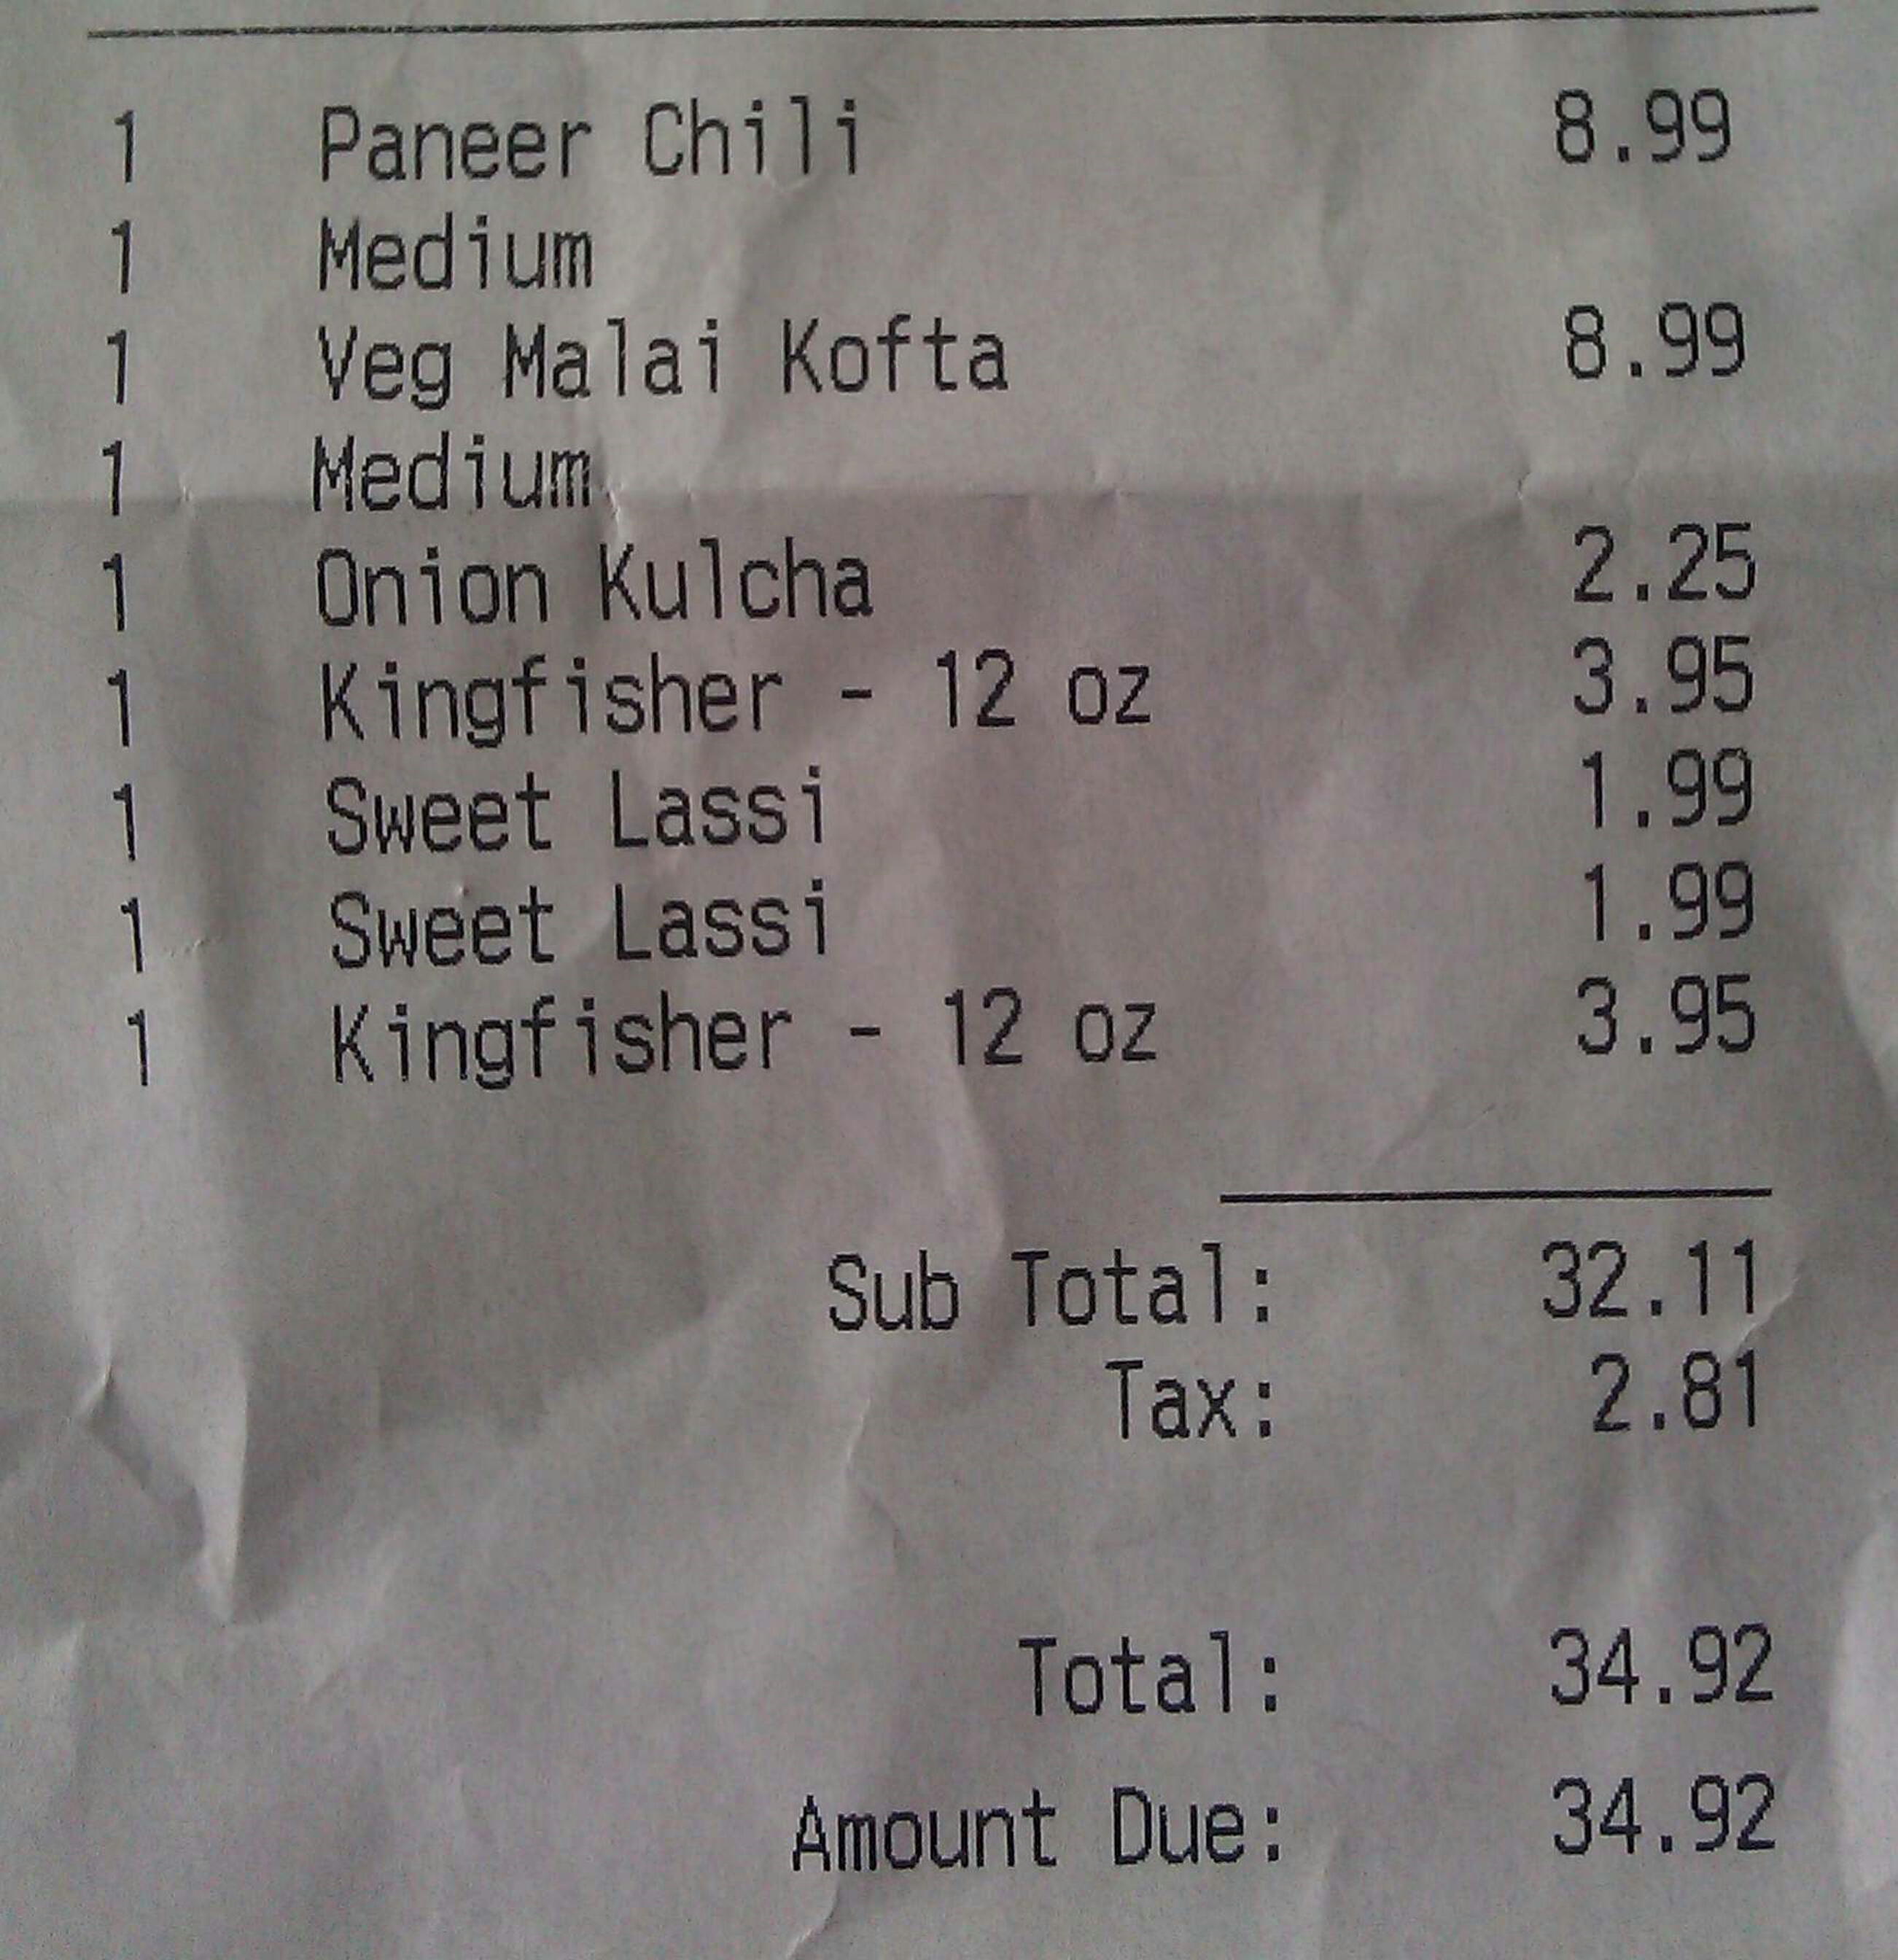 1 Paneer Chili 8.99
1 Medium
1 Veg Malai Kofta 8.99
1 Medium
1 Onion Kulcha 2.25
1 Kingfisher - 12 oz 3.95
1 Sweet Lassi 1.99
1 Sweet Lassi 1.99
1 Kingfisher - 12 oz 3.95
Sub Total: 32.11
Tax: 2.81
Total: 34.92
Amount Due: 34.92